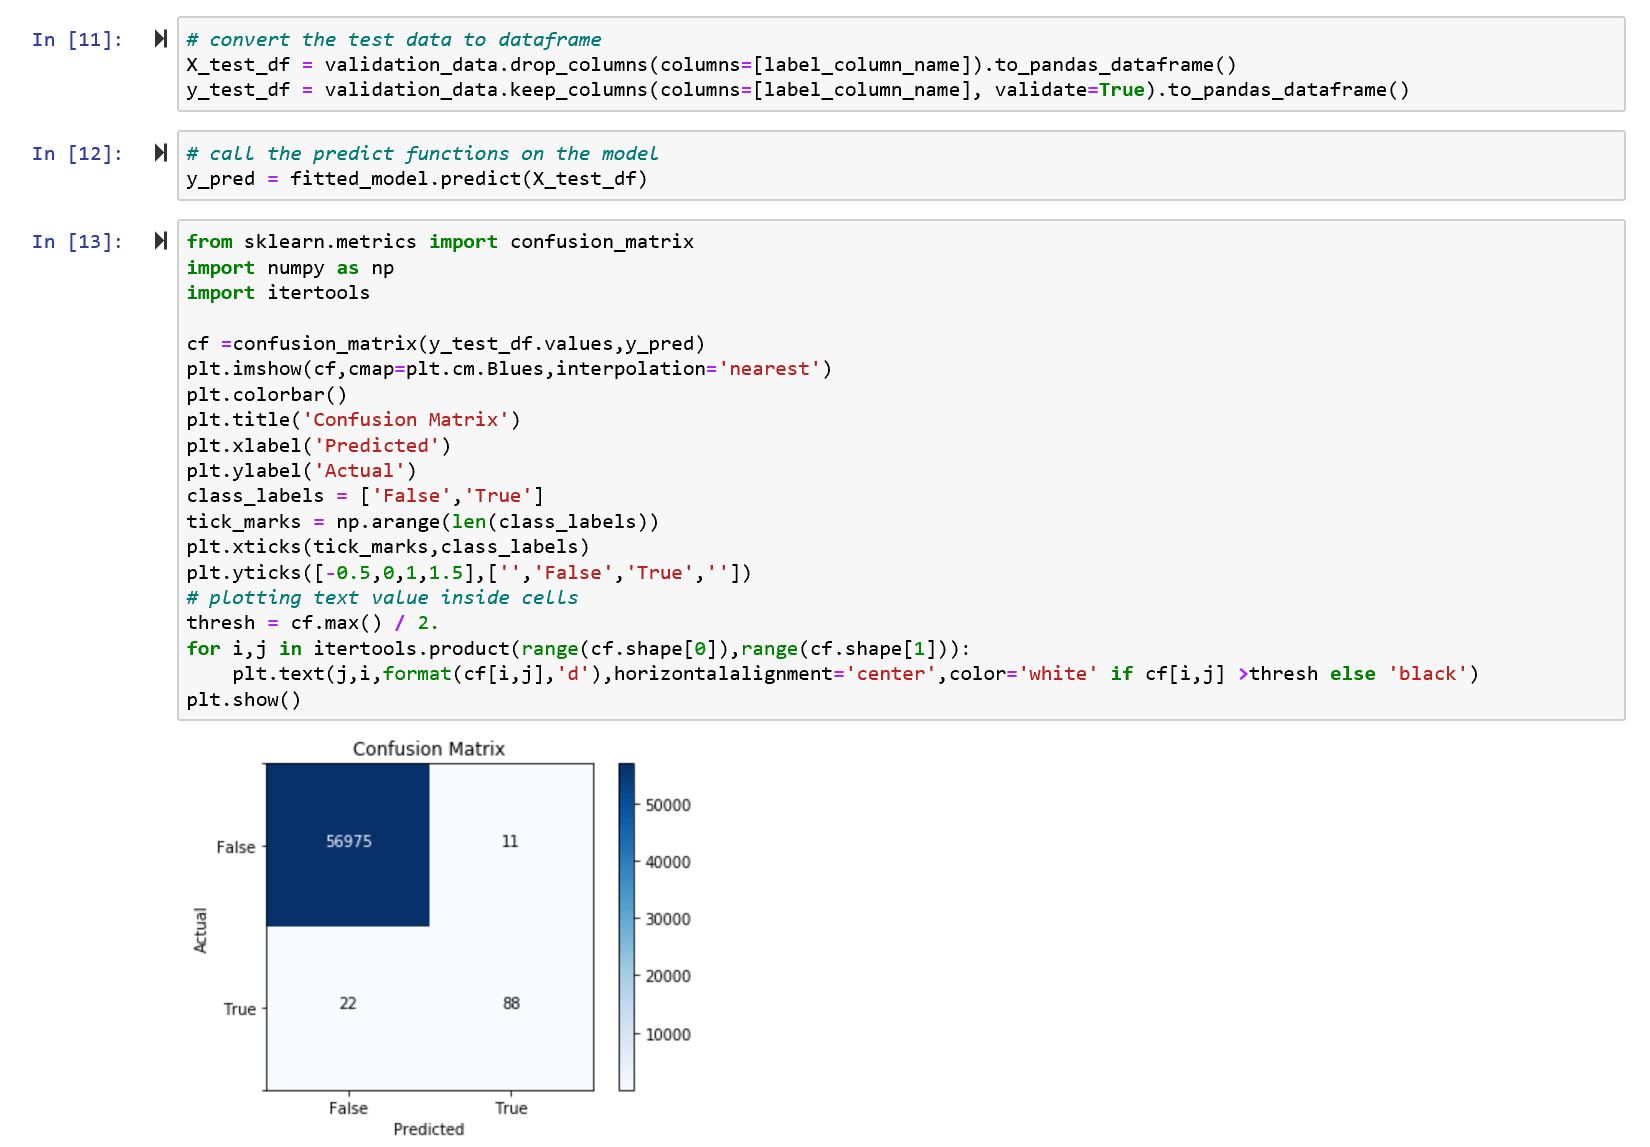 In [11]:
# convert the test data to dataframe
X_test_df = validation_data.drop_columns(columns=[label_column_name]).to_pandas_dataframe()
y_test_df = validation_data.keep_columns(columns=[label_column_name], validate=True).to_pandas_dataframe()
In [12]:
# call the predict functions on the model
y_pred = fitted_model.predict(X_test_df)
In [13]:
from sklearn.metrics import confusion_matrix
import numpy as np
import itertools
cf =confusion_matrix(y_test_df.values,y_pred)
plt.imshow(cf,cmap=plt.cm.Blues,interpolation='nearest')
plt.colorbar()
plt.title('Confusion Matrix')
plt.xlabel('Predicted')
plt.ylabel('Actual')
class_labels = ['False','True']
tick_marks = np.arange(len(class_labels))
plt.xticks(tick_marks,class_labels)
plt.yticks([-0.5,0,1,1.5],['','False','True',''])
# plotting text value inside cells
thresh = cf.max() / 2.
for i,j in itertools.product(range(cf.shape[0]),range(cf.shape[1])):
    plt.text(j,i,format(cf[i,j],'d'),horizontalalignment='center',color='white' if cf[i,j] >thresh else 'black')
plt.show()
Confusion Matrix
50000
40000
30000
20000
10000
False
56975
11
Actual
True
22
88
False
True
Predicted